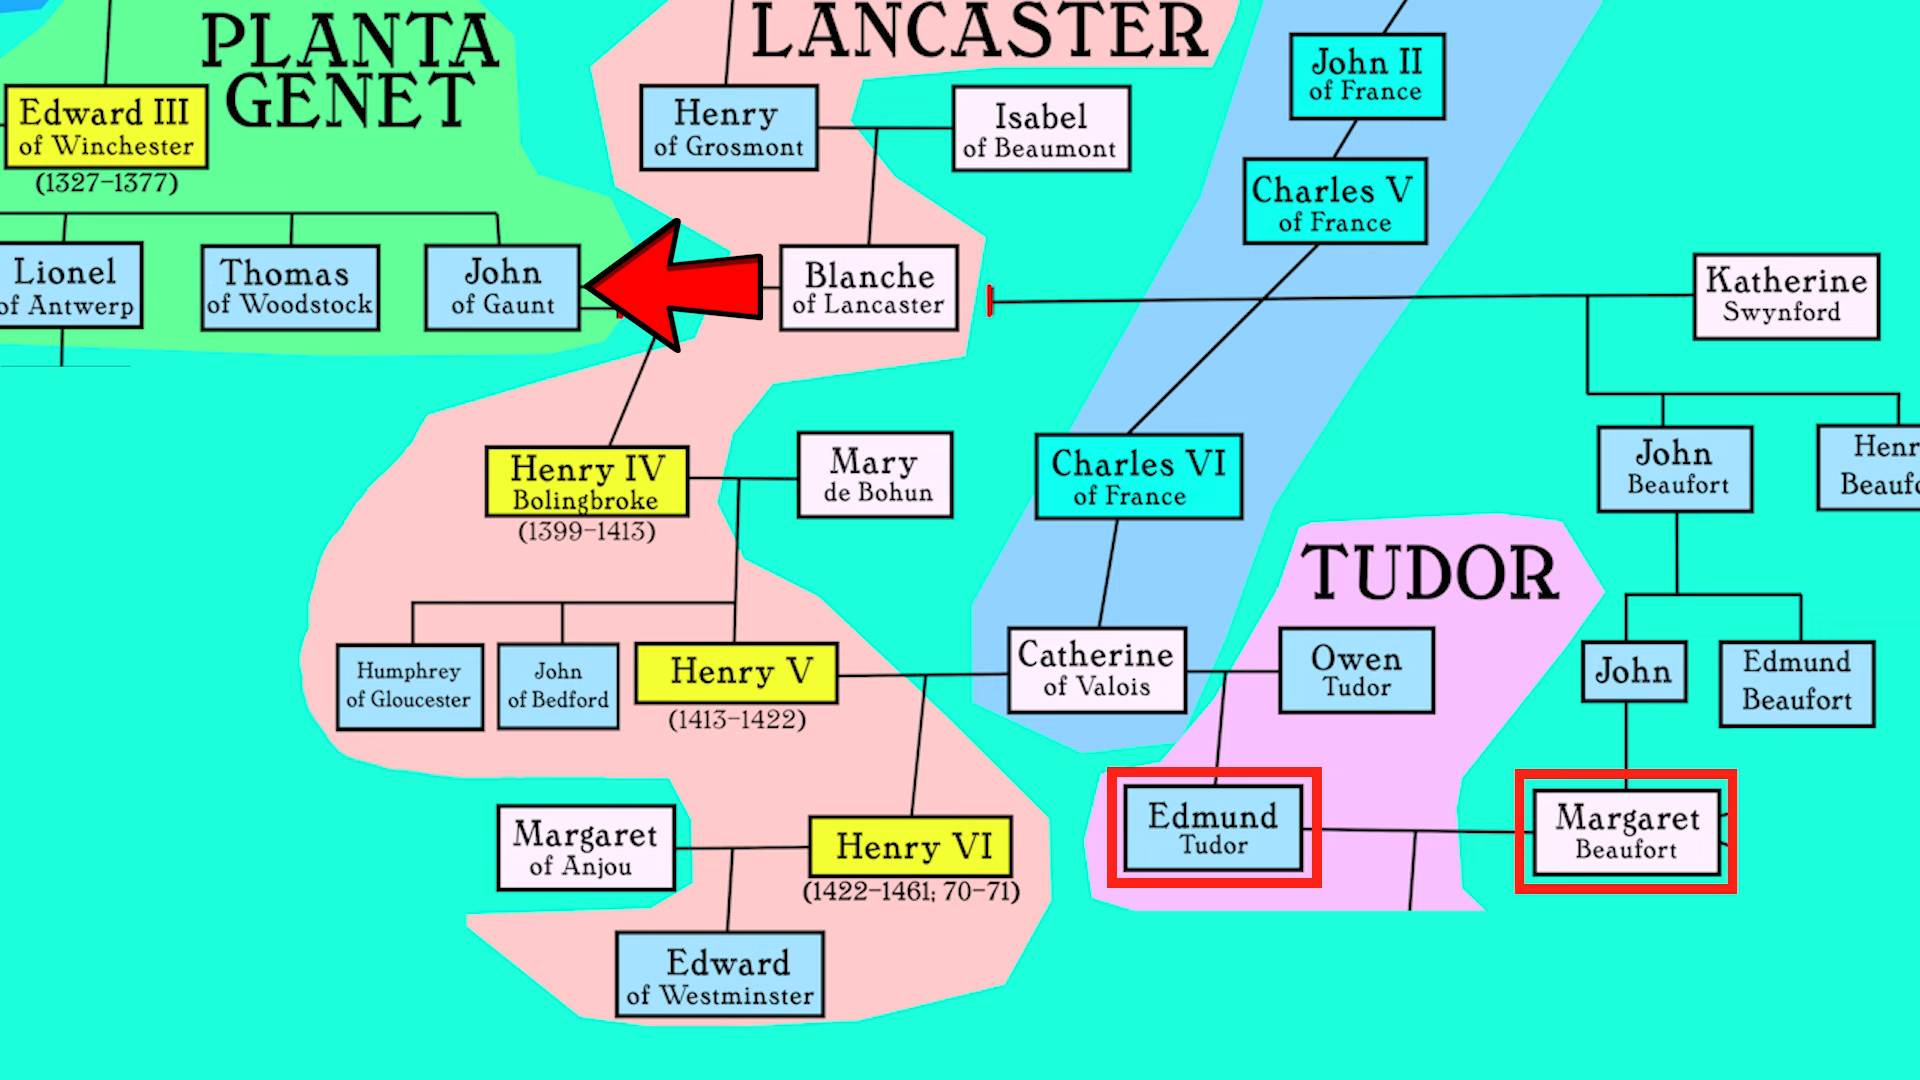 PLANTA
GENET
LANCASTER
John II
of France
Edward III
of Winchester
(1327-1377)
Henry
of Grosmont
Isabel
of Beaumont
Charles V
of France
Lionel
of Antwerp
Thomas
of Woodstock
John
of Gaunt
Blanche
of Lancaster
Katherine
Swynford
Henry IV
Bolingbroke
(1399-1413)
Mary
de Bohun
Charles VI
of France
John
Beaufort
Henr
Beaufo
TUDOR
Humphrey
of Gloucester
John
of Bedford
Henry V
(1413-1422)
Catherine
of Valois
Owen
Tudor
John
Edmund
Beaufort
Margaret
of Anjou
Henry VI
(1422-1461; 70-71)
Edmund
Tudor
Margaret
Beaufort
Edward
of Westminster